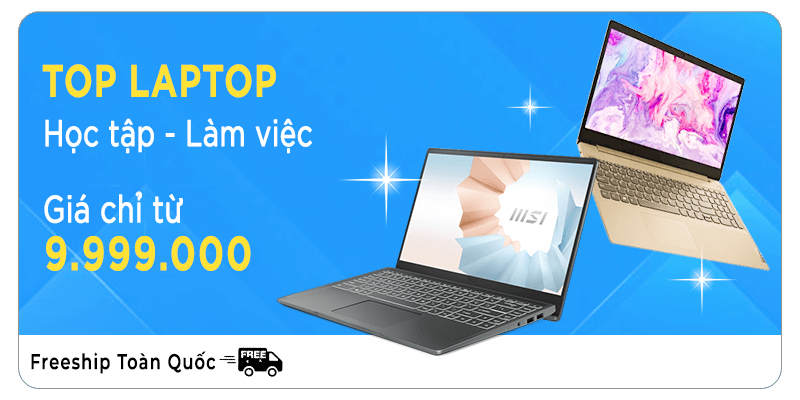 TOP LAPTOP
Học tập - Làm việc
Giá chỉ từ
9.999.000
msi
Freeship Toàn Quốc
FREE